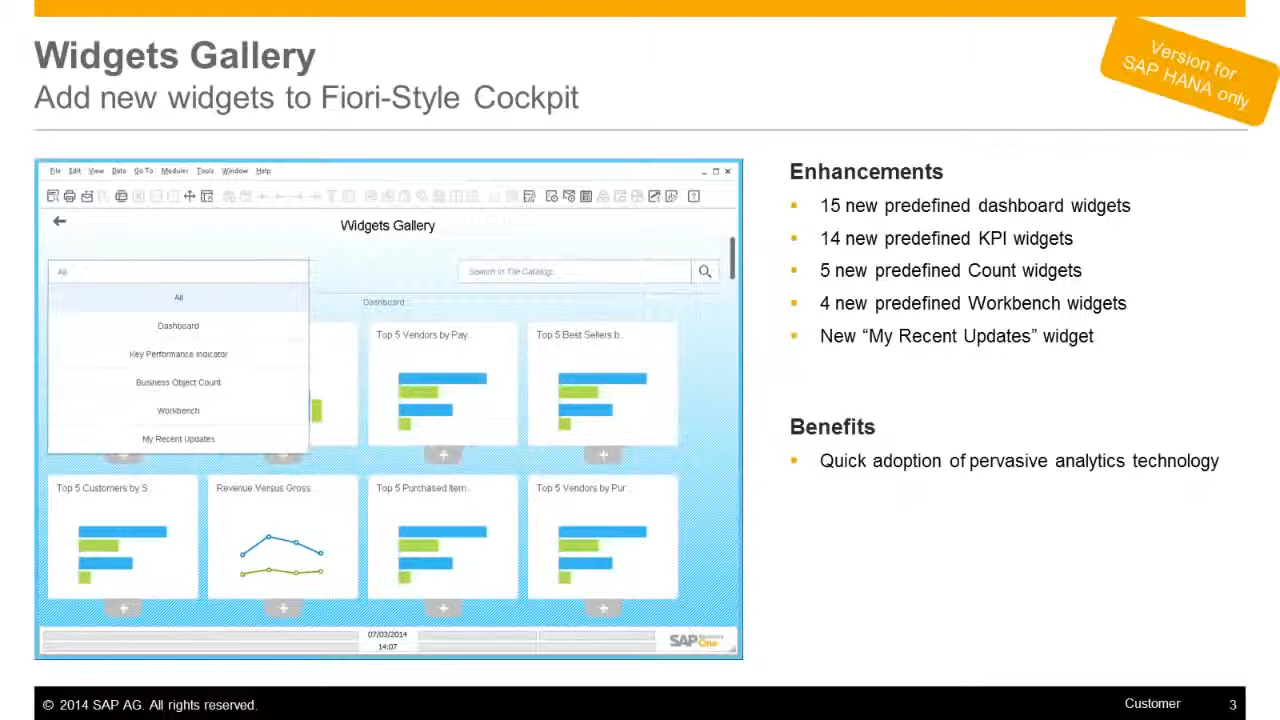 Widgets Gallery
Add new widgets to Fiori-Style Cockpit
Version for
SAP HANA only
File Edit View Data Go To Modules Tools Window Help
Widgets Gallery
All
Search in Tile Catalog...
All
Dashboard
Dashboard
Key Performance Indicator
Business Object Count
Workbench
My Recent Updates
Top 5 Vendors by Pay.
Top 5 Best Sellers b..
Top 5 Customers by S..
Revenue Versus Gross...
Top 5 Purchased Item..
Top 5 Vendors by Pur..
07/03/2014
14:07
SAP Business
One
Enhancements
15 new predefined dashboard widgets
14 new predefined KPI widgets
5 new predefined Count widgets
4 new predefined Workbench widgets
New “My Recent Updates” widget
Benefits
Quick adoption of pervasive analytics technology
© 2014 SAP AG. All rights reserved.
Customer
3